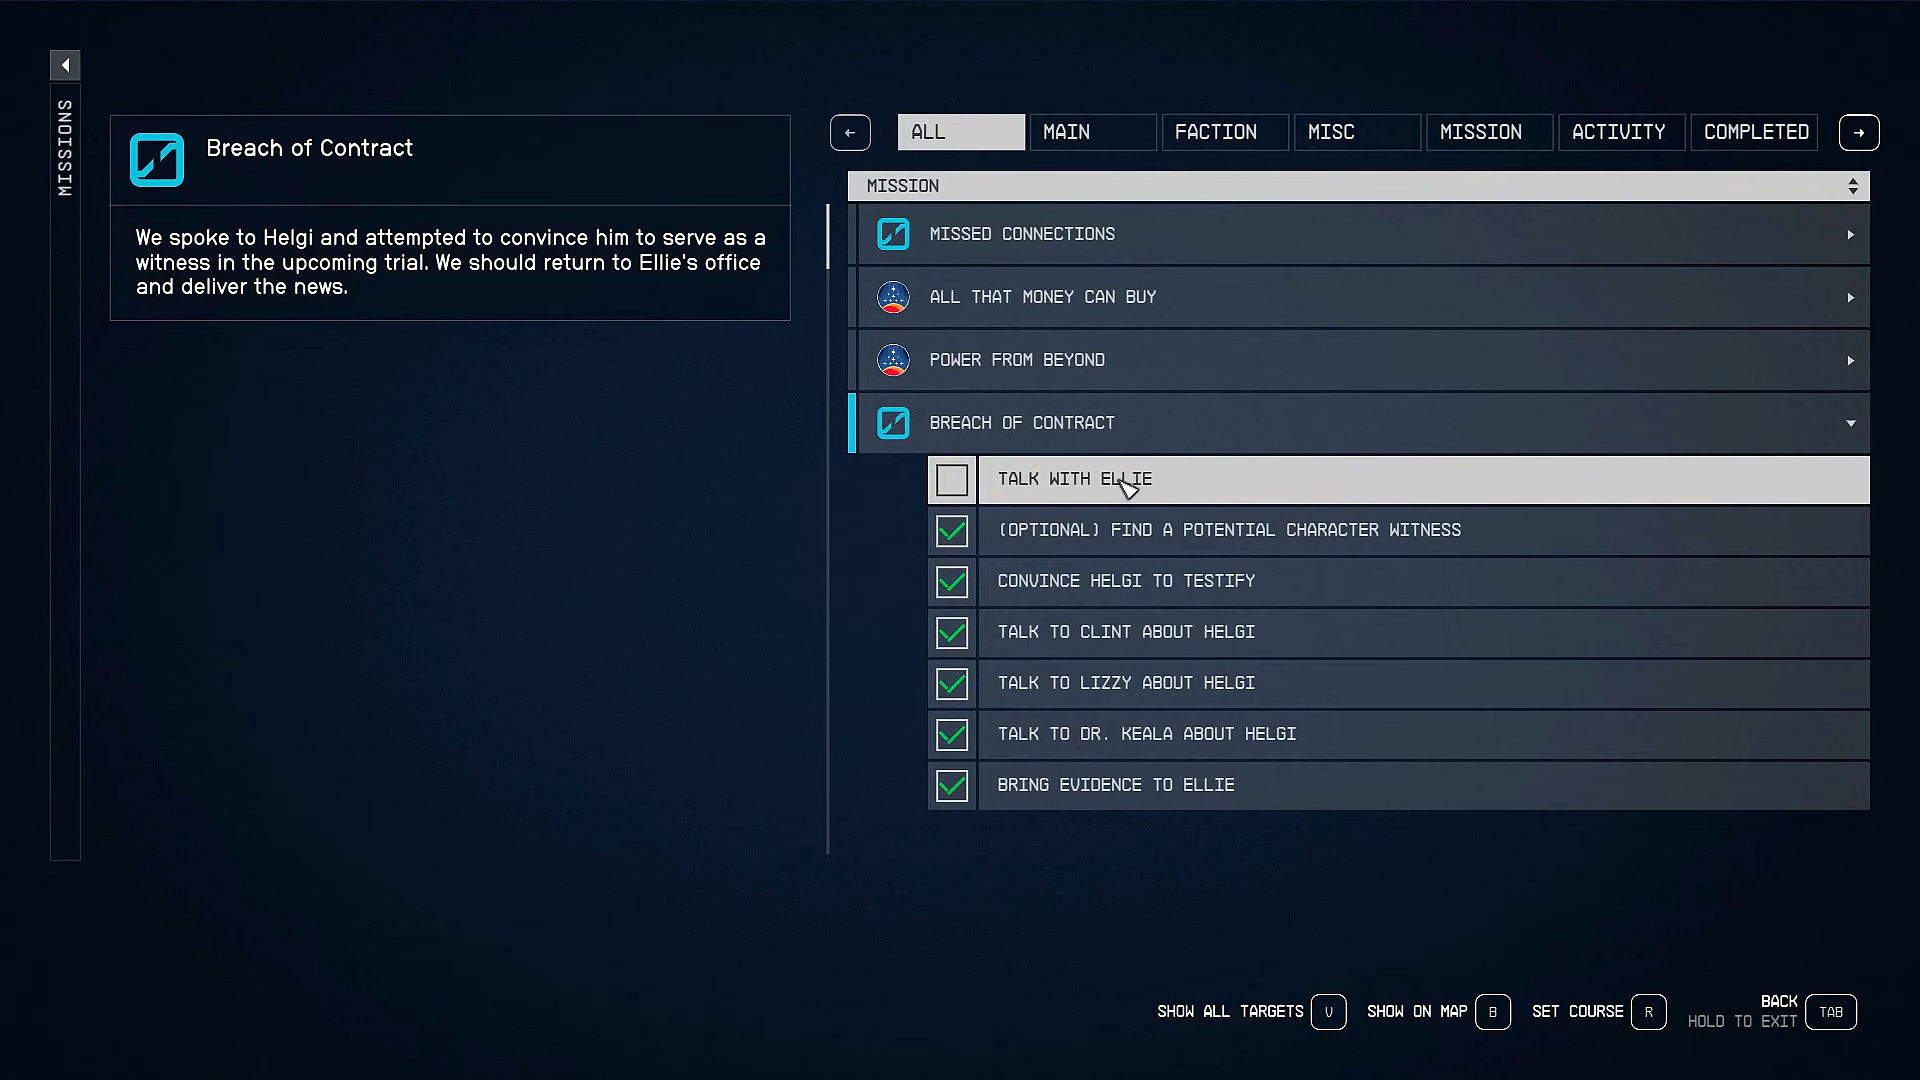 MISSIONS
Breach of Contract
We spoke to Helgi and attempted to convince him to serve as a
witness in the upcoming trial. We should return to Ellie's office
and deliver the news.
ALL
MAIN
FACTION
MISC
MISSION
ACTIVITY
COMPLETED
MISSION
MISSED CONNECTIONS
ALL THAT MONEY CAN BUY
POWER FROM BEYOND
BREACH OF CONTRACT
TALK WITH ELLIE
(OPTIONAL) FIND A POTENTIAL CHARACTER WITNESS
CONVINCE HELGI TO TESTIFY
TALK TO CLINT ABOUT HELGI
TALK TO LIZZY ABOUT HELGI
TALK TO DR. KEALA ABOUT HELGI
BRING EVIDENCE TO ELLIE
SHOW ALL TARGETS V
SHOW ON MAP B
SET COURSE R
BACK
HOLD TO EXIT
TAB